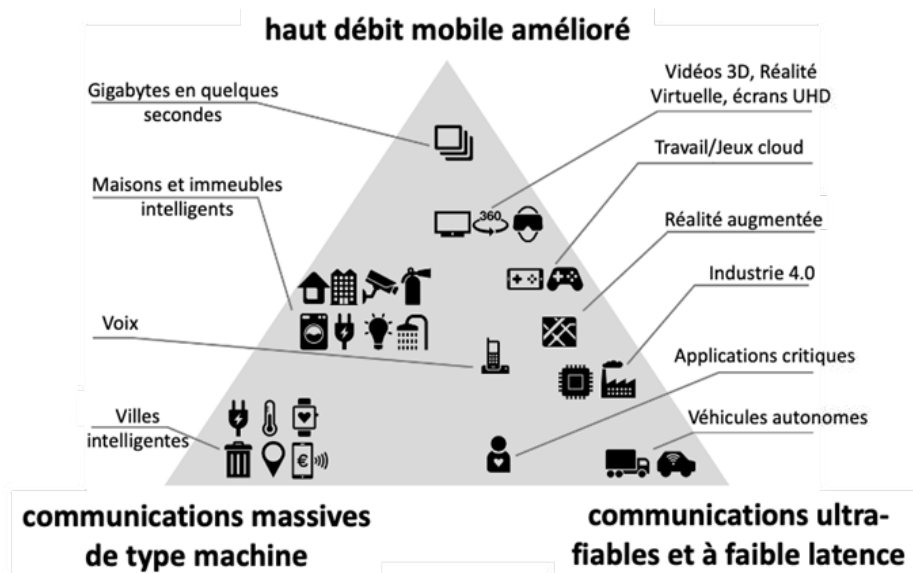 haut débit mobile amélioré
Gigabytes en quelques
secondes
Vidéos 3D, Réalité
Virtuelle, écrans UHD
Travail/Jeux cloud
Maisons et immeubles
intelligents
360
Réalité augmentée
Industrie 4.0
Voix
Applications critiques
Villes
intelligentes
€
Véhicules autonomes
communications massives
de type machine
communications ultra-
fiables et à faible latence